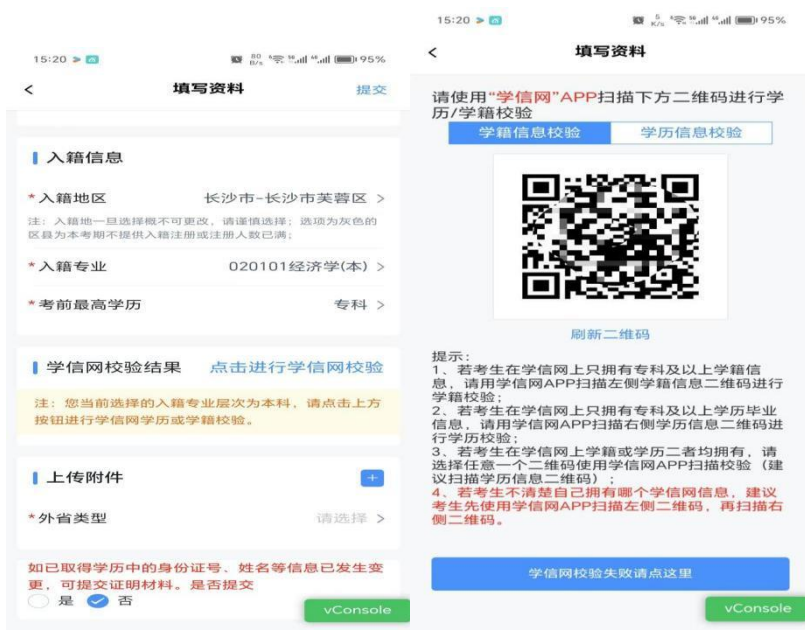 15:20
80 B/s
5G
4G
95%
填写资料
提交
入籍信息
*入籍地区
长沙市-长沙市芙蓉区 >
注：入籍地一旦选择概不可更改，请谨慎选择；选项为灰色的
区县为本考期不提供入籍注册或注册人数已满；
*入籍专业
020101经济学(本) >
*考前最高学历
专科 >
学信网校验结果
点击进行学信网校验
注：您当前选择的入籍专业层次为本科，请点击上方
按钮进行学信网学历或学籍校验。
上传附件
+
*外省类型
请选择 >
如已取得学历中的身份证号、姓名等信息已发生变
更，可提交证明材料。是否提交
是
否
vConsole
15:20
K/s
95%
填写资料
请使用“学信网”APP扫描下方二维码进行学
历/学籍校验
学籍信息校验
学历信息校验
刷新二维码
提示：
1、若考生在学信网上只拥有专科及以上学籍信
息，请用学信网APP扫描左侧学籍信息二维码进行
学籍校验；
2、若考生在学信网上只拥有专科及以上学历毕业
信息，请用学信网APP扫描右侧学历信息二维码进
行学历校验；
3、若考生在学信网上学籍或学历二者均拥有，请
选择任意一个二维码使用学信网APP扫描校验（建
议扫描学历信息二维码）；
4、若考生不清楚自己拥有哪个学信网信息，建议
考生先使用学信网APP扫描左侧二维码，再扫描右
侧二维码。
学信网校验失败请点这里
vConsole